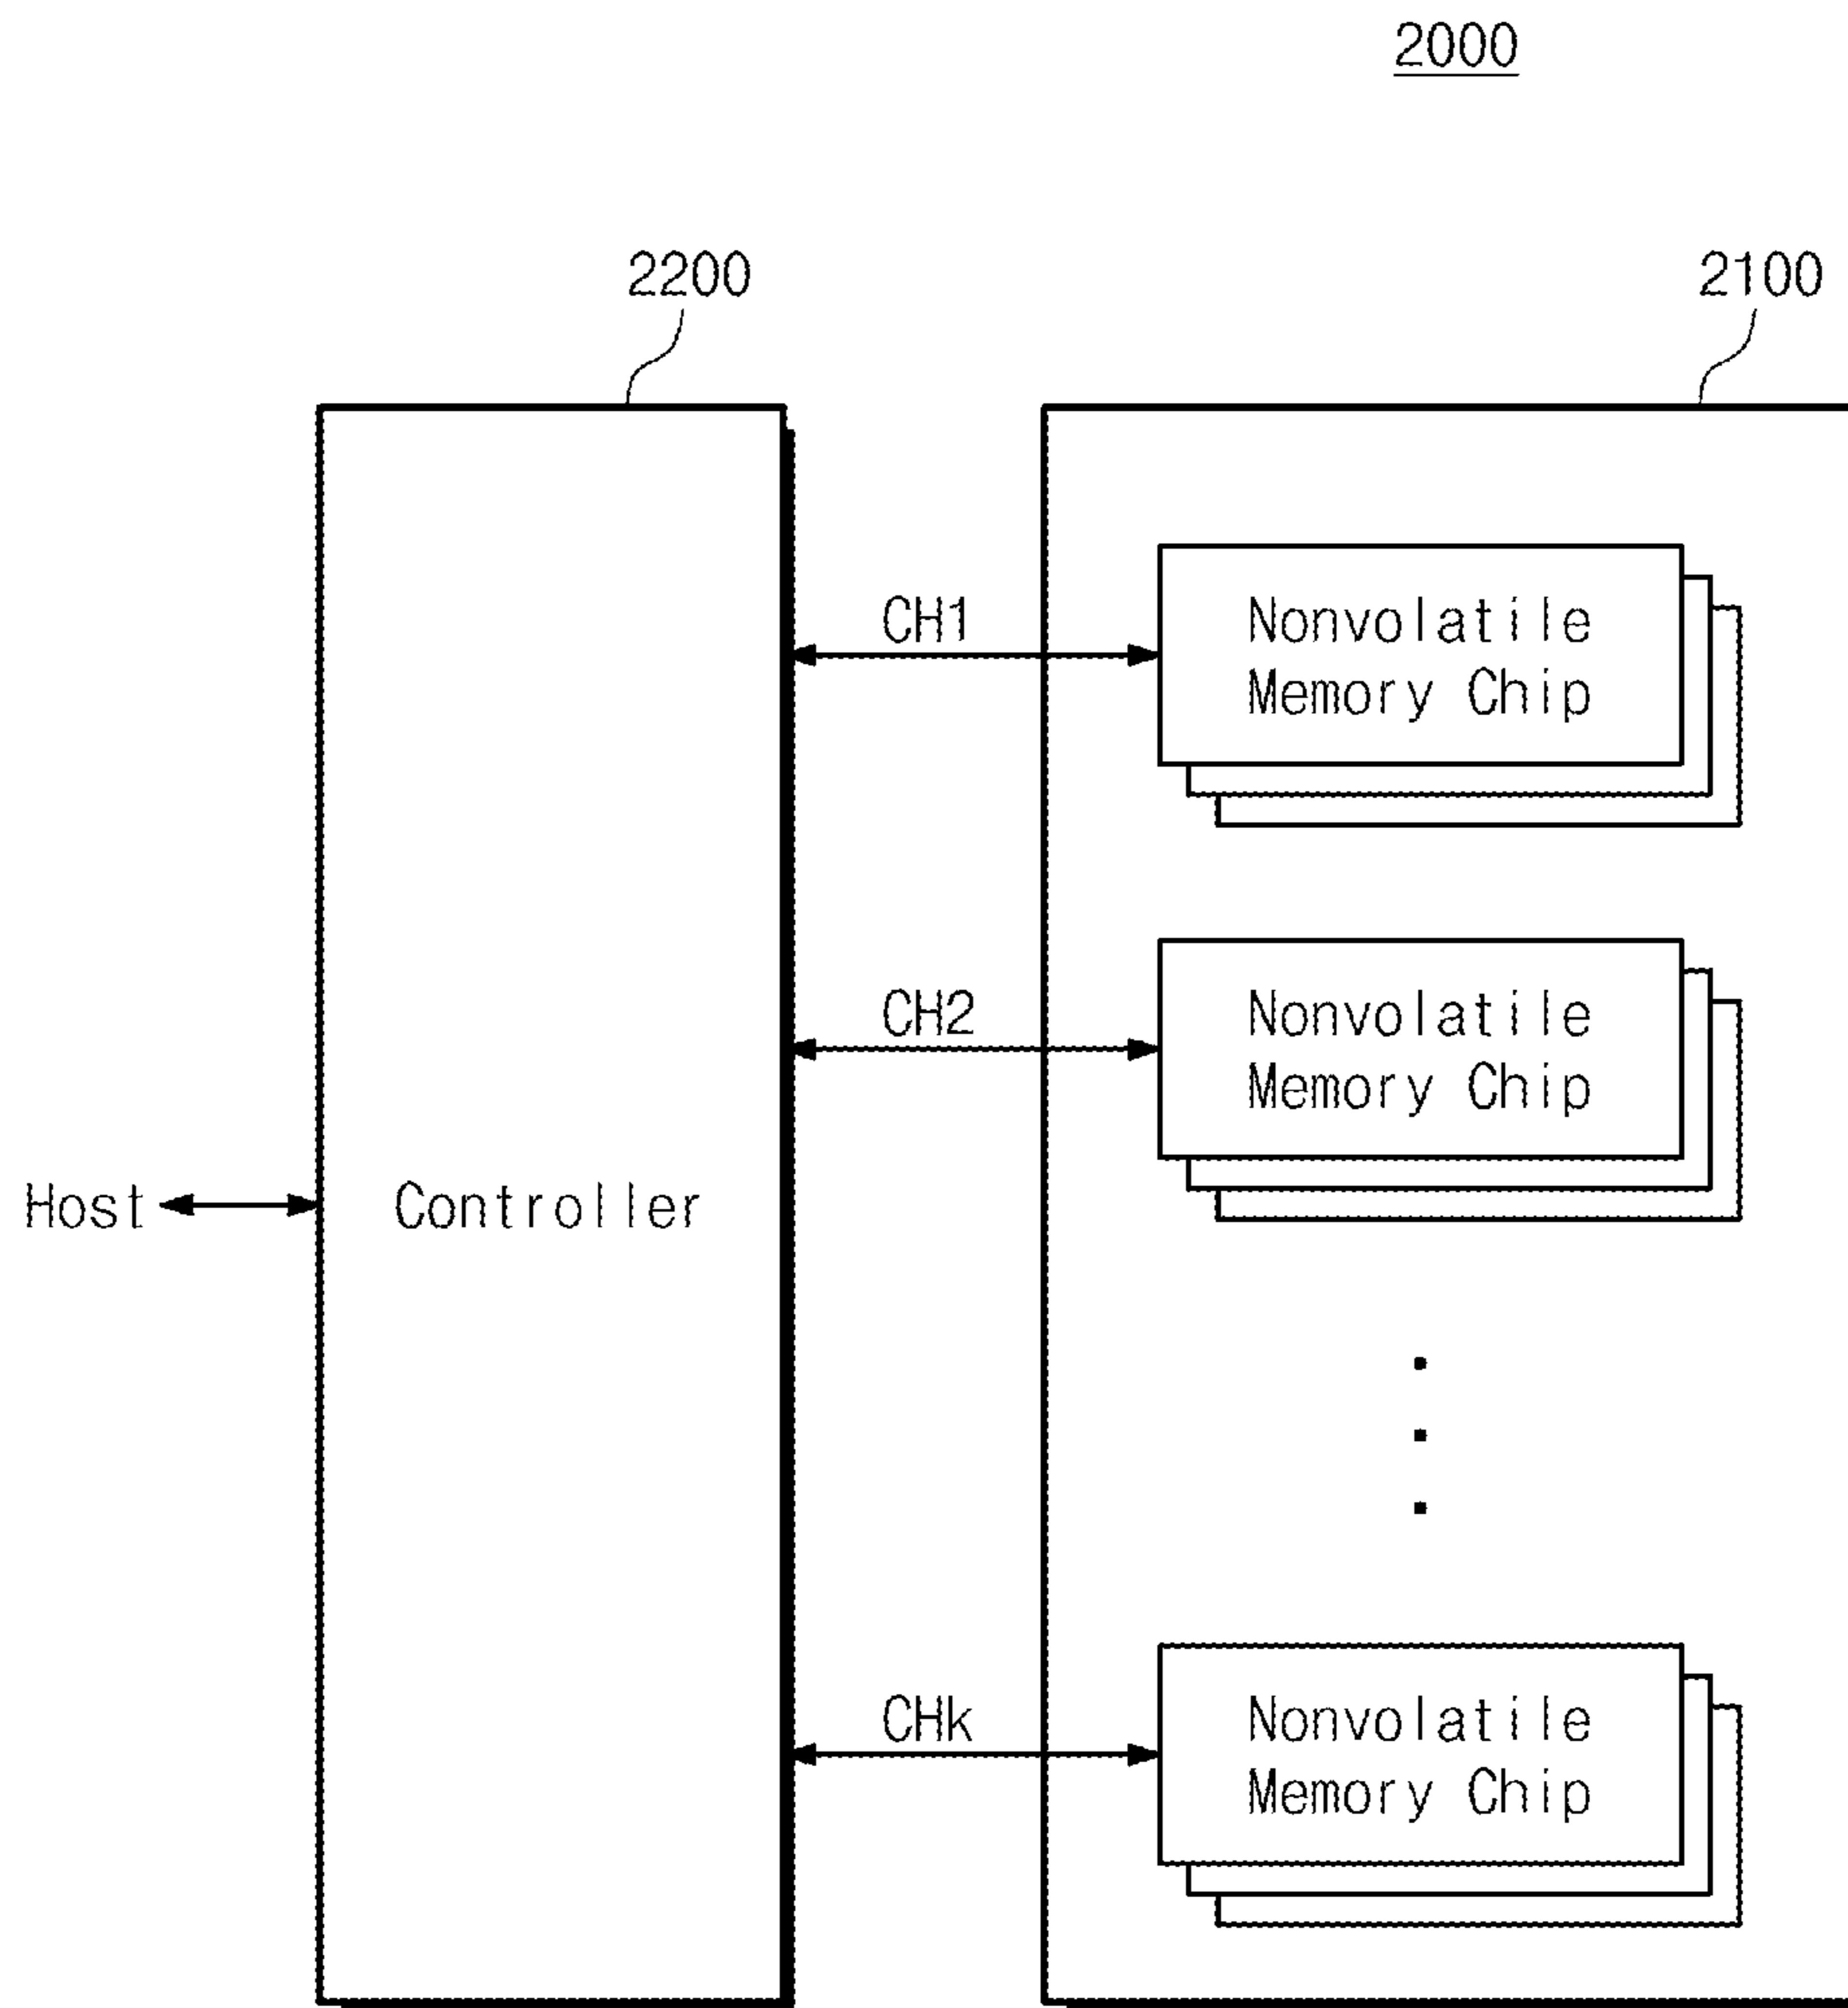 2000
2200
2100
CH1
Nonvolatile
Memory Chip
CH2
Nonvolatile
Memory Chip
Host
Controller
CHk
Nonvolatile
Memory Chip